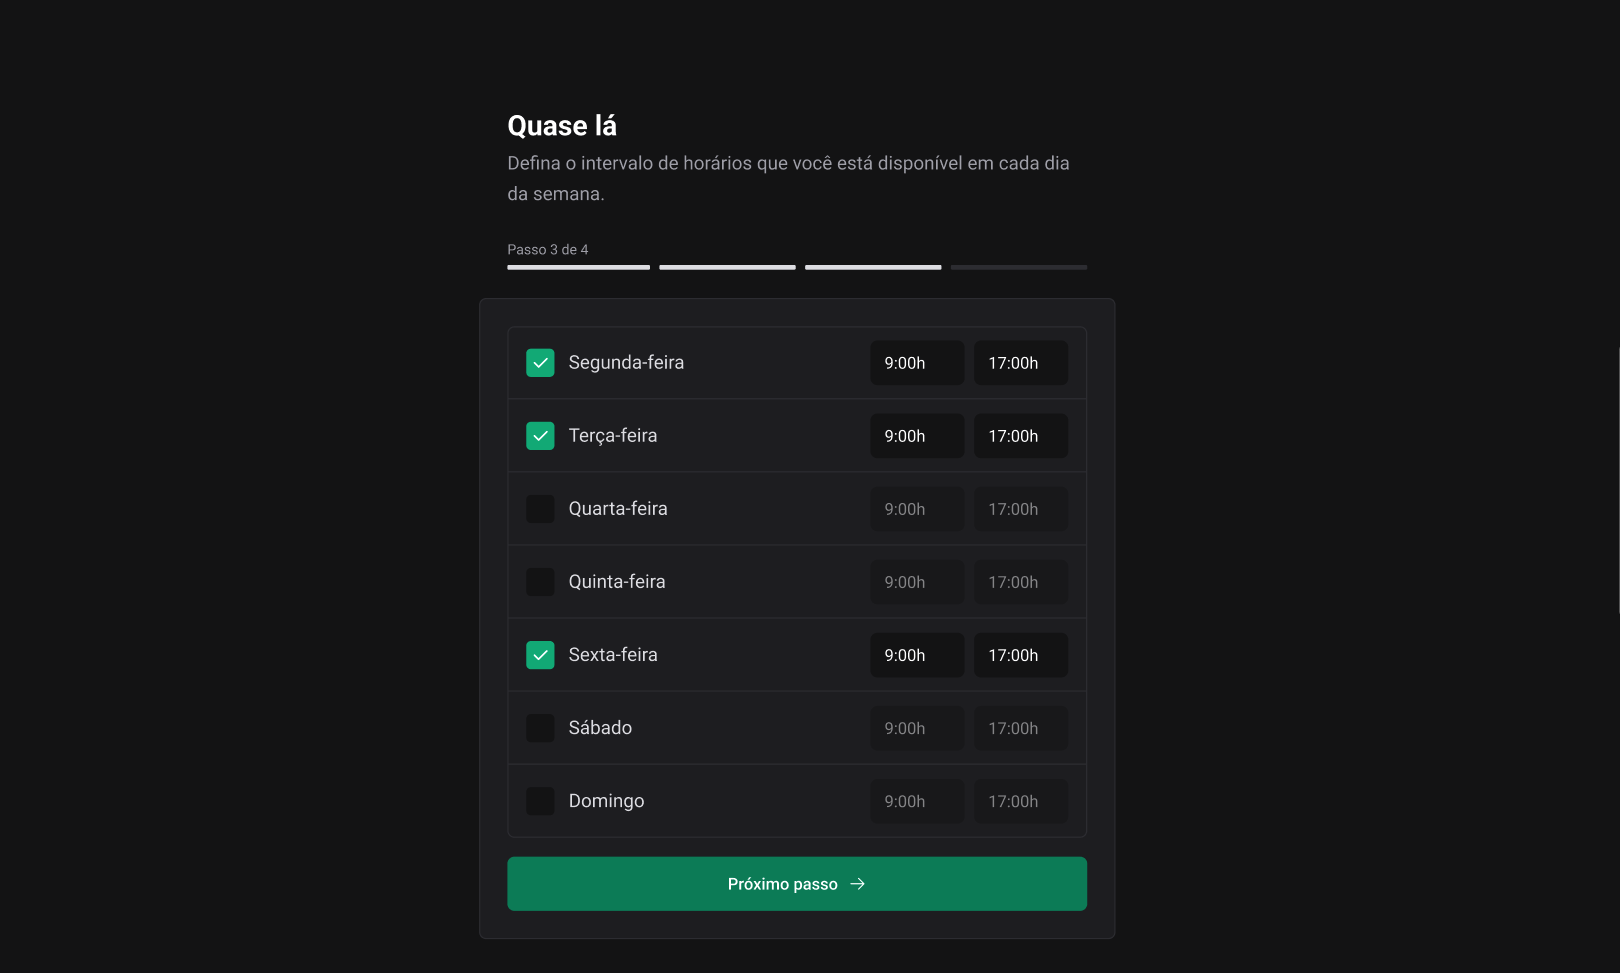 Quase lá
Defina o intervalo de horários que você está disponível em cada dia
da semana.
Passo 3 de 4
Segunda-feira 9:00h 17:00h
Terça-feira 9:00h 17:00h
Quarta-feira 9:00h 17:00h
Quinta-feira 9:00h 17:00h
Sexta-feira 9:00h 17:00h
Sábado 9:00h 17:00h
Domingo 9:00h 17:00h
Próximo passo →